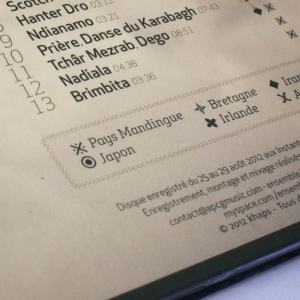 Scotch
9 Hanter Dro 03:12
10 Ndianamo 03:21
11 Prière, Danse du Karabagh 07:43
12 Tchâr Mezrab, Dego 08:51
13 Nadiala 04:38
Brimbita 03:36
Pays Mandingue
Bretagne
Japon
Irlande
Disque enregistré du 25 au 29 août 2012 aux Instants
Enregistrement, montage et mixage réalisé
contact@apcgmusic.com - ensemble
myspace.com/ensem
© 2012 khaps - Tous d